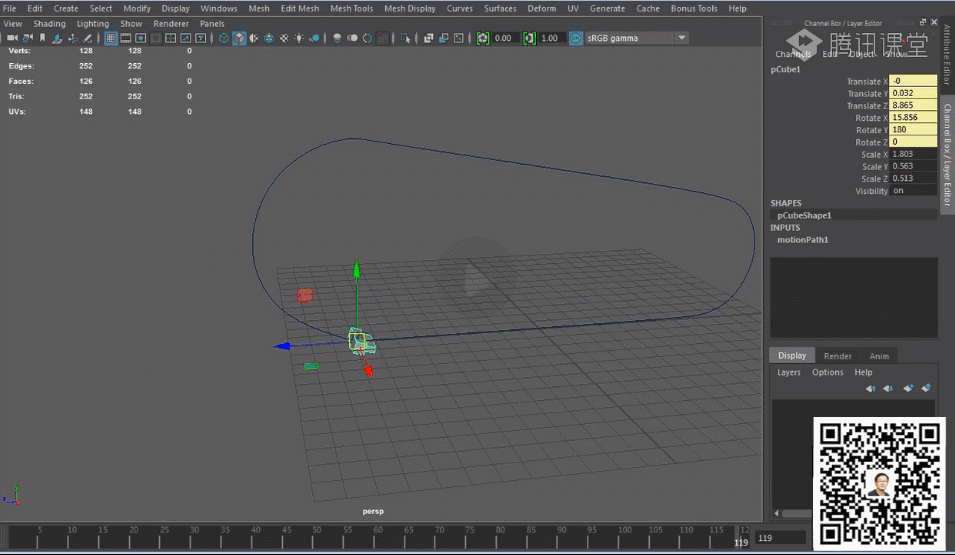 File Edit Create Select Modify Display Windows Mesh Edit Mesh Mesh Tools Mesh Display Curves Surfaces Deform UV Generate Cache Bonus Tools Help
View Shading Lighting Show Renderer Panels
Channel Box / Layer Editor
0.00 1.00 sRGB gamma
腾讯课堂
Channels Edit Object Show
Verts: 128 128 0
Edges: 252 252 0
Faces: 126 126 0
Tris: 252 252 0
UVs: 148 148 0
pCube1
Translate X -0
Translate Y 0.032
Translate Z 8.865
Rotate X 15.856
Rotate Y 180
Rotate Z 0
Scale X 1.803
Scale Y 0.563
Scale Z 0.513
Visibility on
SHAPES
pCubeShape1
INPUTS
motionPath1
Attribute Editor
Channel Box / Layer Editor
Display Render Anim
Layers Options Help
persp
5 10 15 20 25 30 35 40 45 50 55 60 65 70 75 80 85 90 95 100 105 110 115
119 119